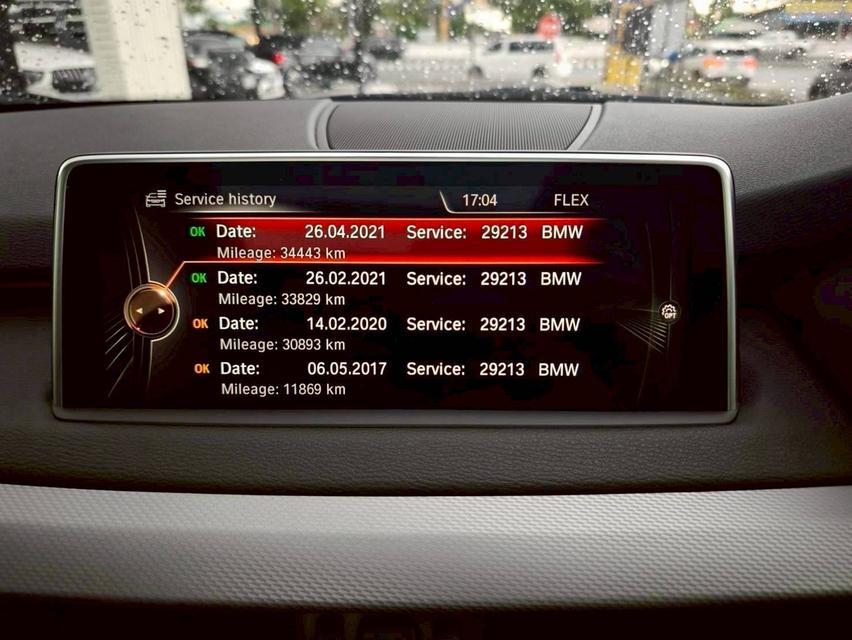 Service history 17:04 FLEX
OK Date: 26.04.2021 Service: 29213 BMW
Mileage: 34443 km
OK Date: 26.02.2021 Service: 29213 BMW
Mileage: 33829 km
OK Date: 14.02.2020 Service: 29213 BMW
Mileage: 30893 km
OK Date: 06.05.2017 Service: 29213 BMW
Mileage: 11869 km
OPT